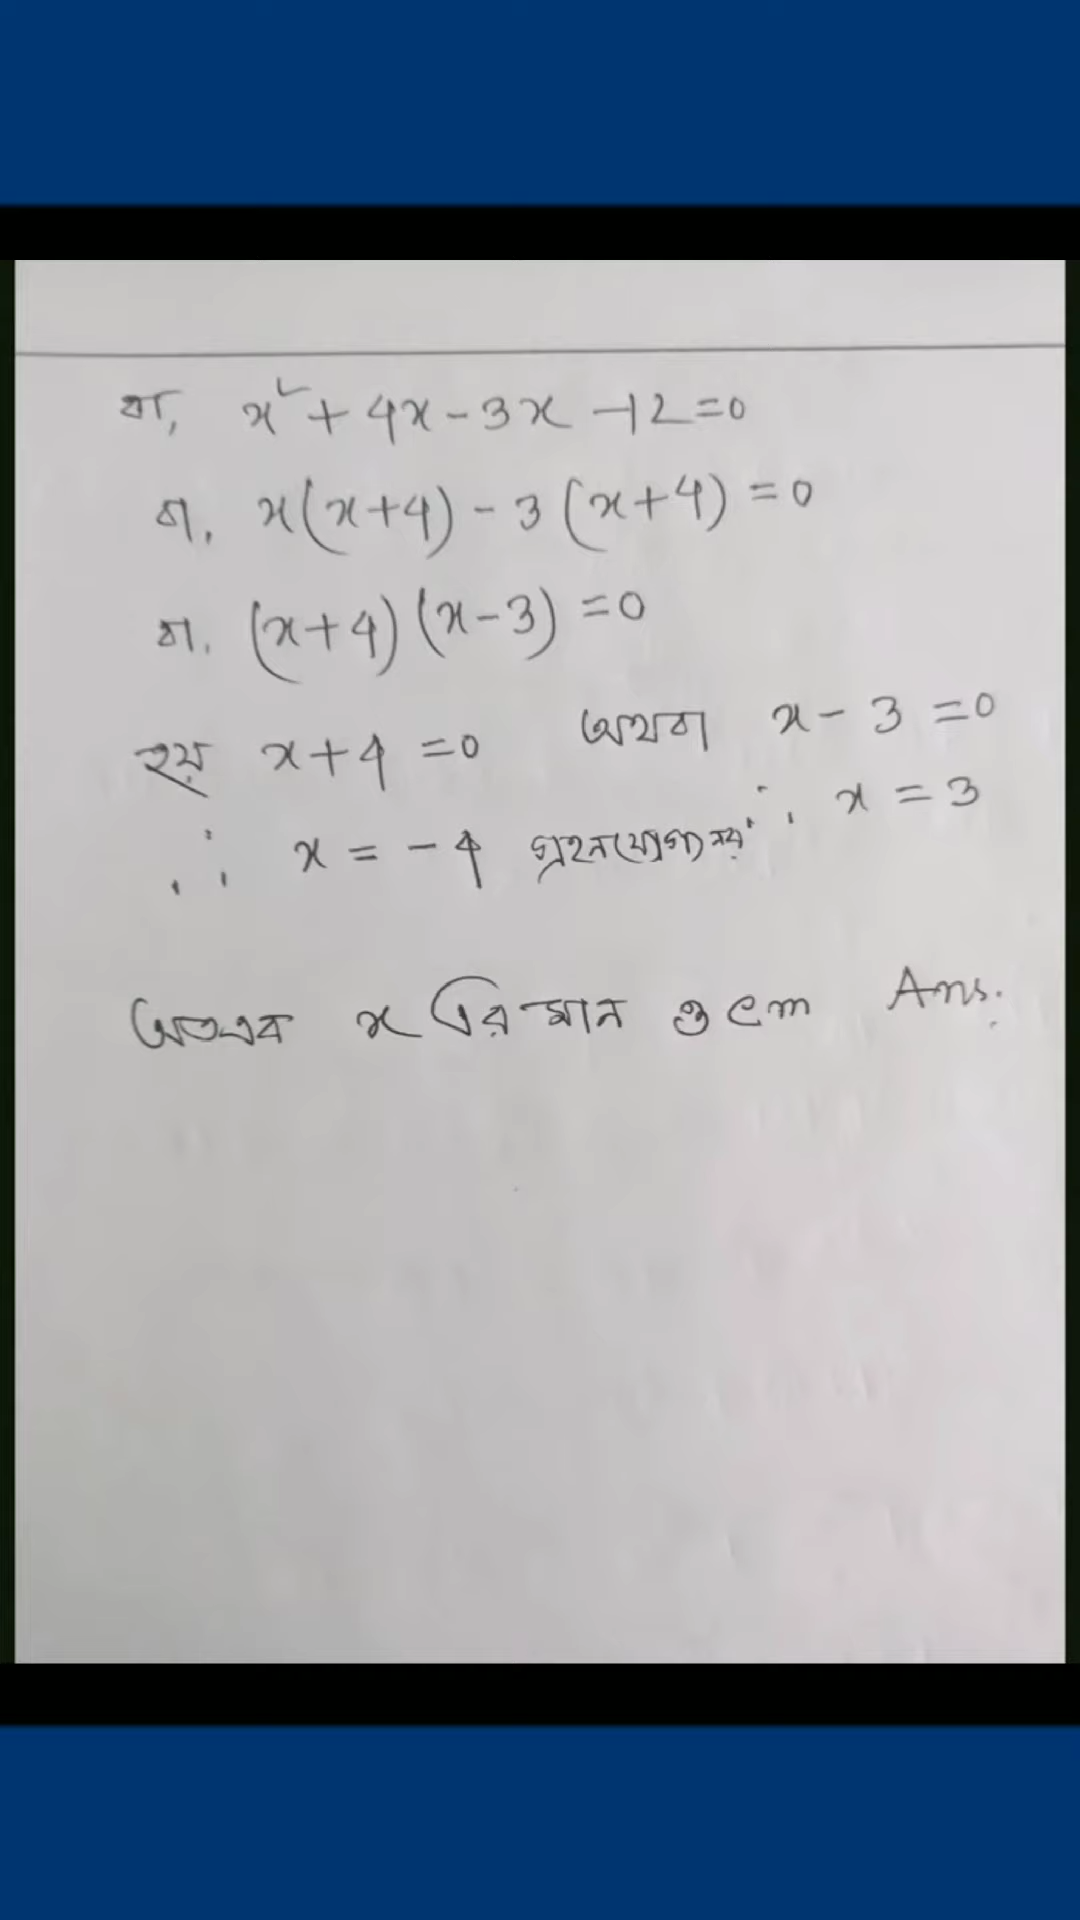 বা, x² + 4x - 3x - 12 = 0
বা, x(x+4) - 3(x+4) = 0
বা, (x+4)(x-3) = 0
হয় x+4 = 0 অথবা x - 3 = 0
∴ x = -4 গ্রহনযোগ্য নয় ∴ x = 3
অতএব x এর মান ৩ cm Ans.